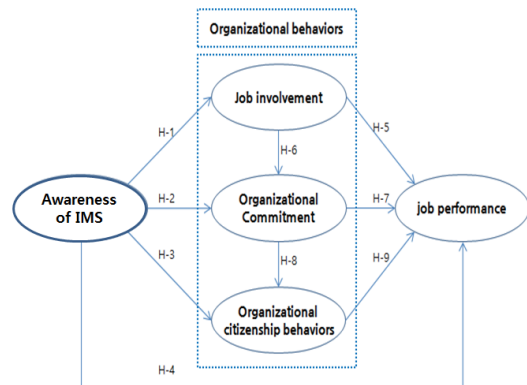 Organizational behaviors
Job involvement
H-1
H-5
H-6
Awareness
of IMS
H-2
Organizational
Commitment
H-7
job performance
H-3
H-8
H-9
Organizational
citizenship behaviors
H-4